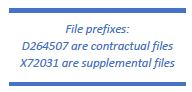 File prefixes:
D264507 are contractual files
X72031 are supplemental files